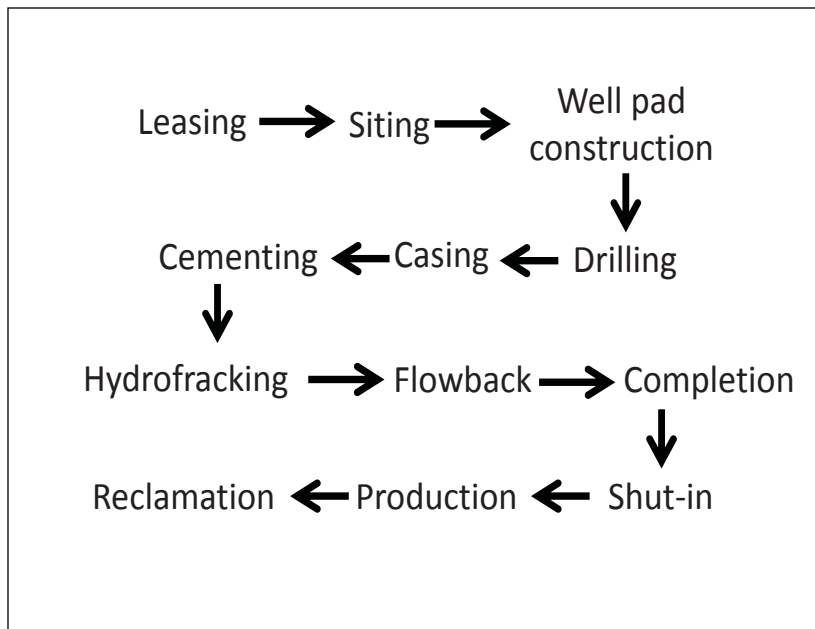 Leasing
Siting
Well pad
construction
Drilling
Casing
Cementing
Hydrofracking
Flowback
Completion
Shut-in
Production
Reclamation